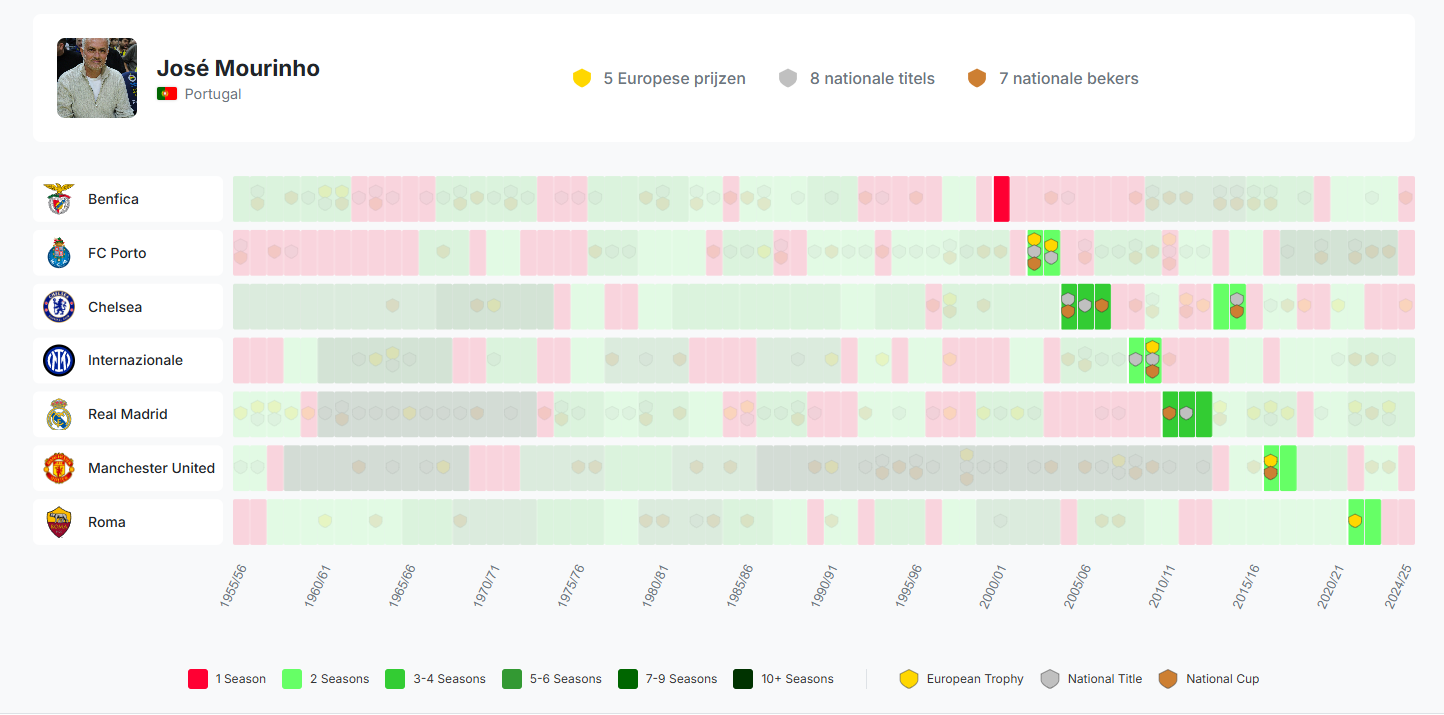 José Mourinho
Portugal
5 Europese prijzen
8 nationale titels
7 nationale bekers
Benfica
FC Porto
Chelsea
Internazionale
Real Madrid
Manchester United
Roma
1955/56
1960/61
1965/66
1970/71
1975/76
1980/81
1985/86
1990/91
1995/96
2000/01
2005/06
2010/11
2015/16
2020/21
2024/25
1 Season
2 Seasons
3-4 Seasons
5-6 Seasons
7-9 Seasons
10+ Seasons
European Trophy
National Title
National Cup